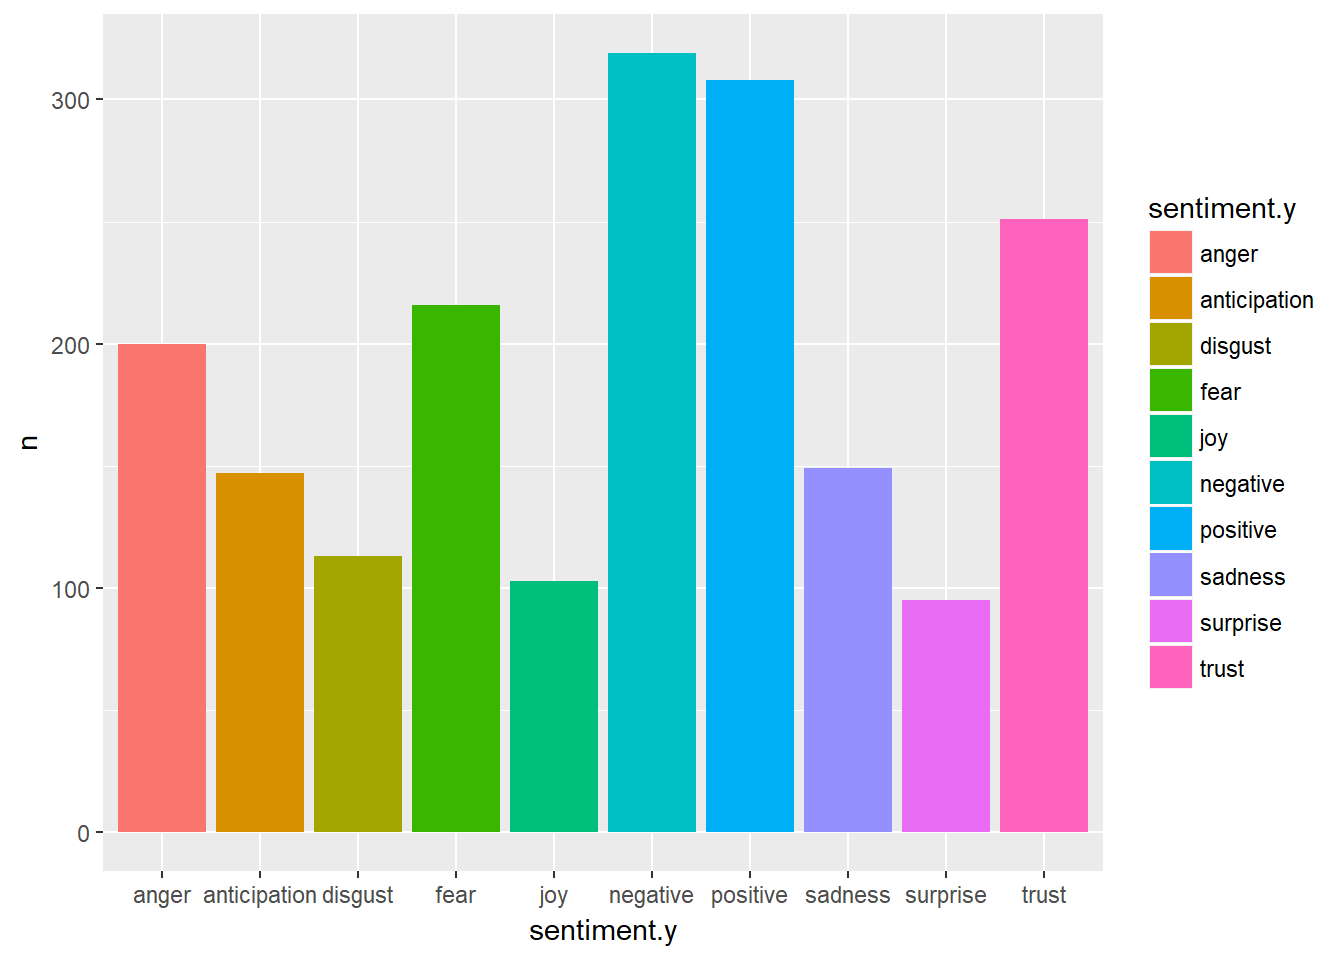 n
300
200
100
0
anger anticipation disgust fear joy negative positive sadness surprise trust
sentiment.y
sentiment.y
anger
anticipation
disgust
fear
joy
negative
positive
sadness
surprise
trust